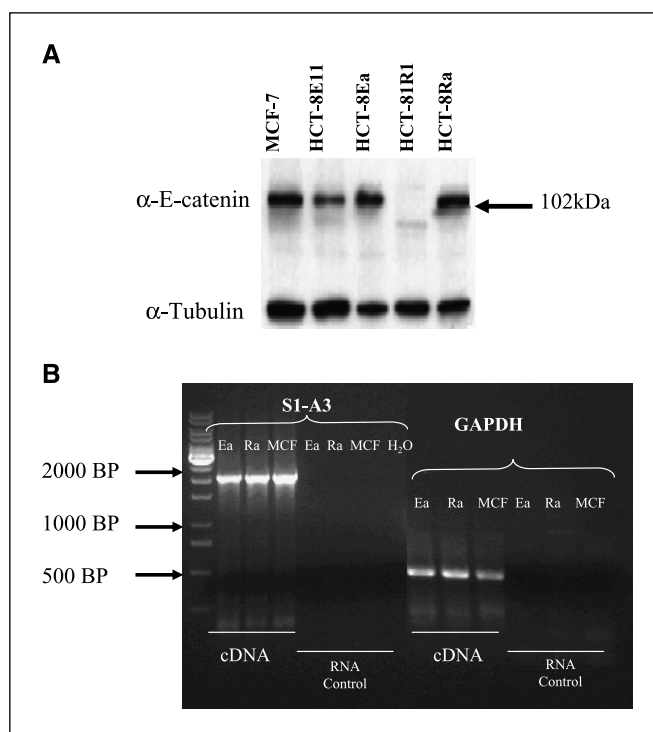 A
MCF-7
HCT-8E11
HCT-8Ea
HCT-81R1
HCT-8Ra
α-E-catenin
102kDa
α-Tubulin
B
S1-A3
GAPDH
Ea Ra MCF Ea Ra MCF H₂O
2000 BP
Ea Ra MCF Ea Ra MCF
1000 BP
500 BP
cDNA
RNA
Control
cDNA
RNA
Control